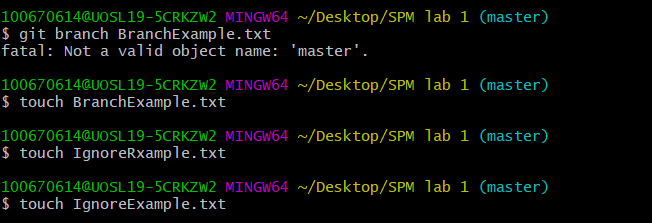 100670614@UOSL19-5CRKZW2 MINGW64 ~/Desktop/SPM lab 1 (master)
$ git branch BranchExample.txt
fatal: Not a valid object name: 'master'.
100670614@UOSL19-5CRKZW2 MINGW64 ~/Desktop/SPM lab 1 (master)
$ touch BranchExample.txt
100670614@UOSL19-5CRKZW2 MINGW64 ~/Desktop/SPM lab 1 (master)
$ touch IgnoreRxample.txt
100670614@UOSL19-5CRKZW2 MINGW64 ~/Desktop/SPM lab 1 (master)
$ touch IgnoreExample.txt